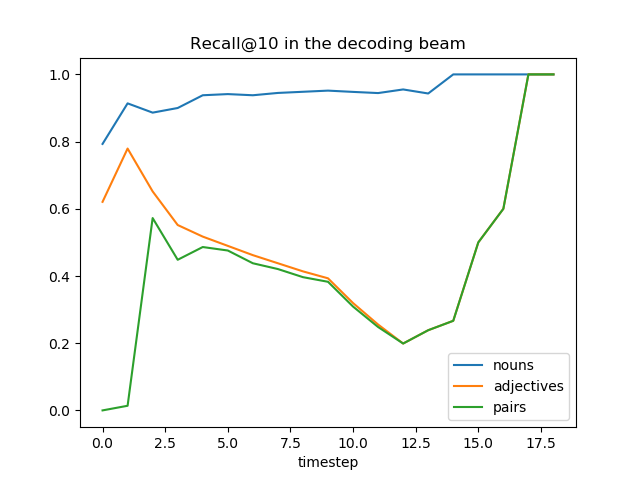 Recall@10 in the decoding beam
1.0
0.8
0.6
0.4
0.2
0.0
nouns
adjectives
pairs
0.0 2.5 5.0 7.5 10.0 12.5 15.0 17.5
timestep